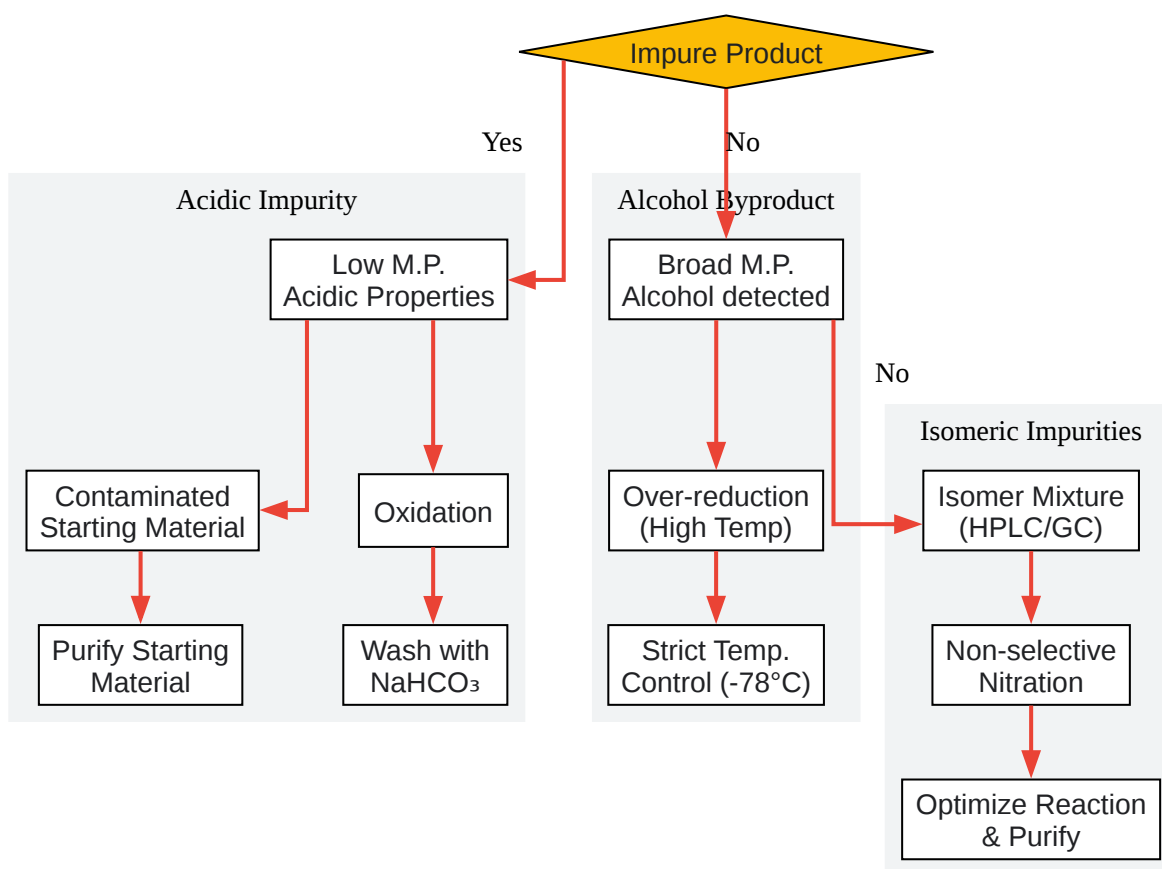 Impure Product
Yes
No
Acidic Impurity
Low M.P.
Acidic Properties
Contaminated
Starting Material
Oxidation
Purify Starting
Material
Wash with
NaHCO₃
Alcohol Byproduct
Broad M.P.
Alcohol detected
No
Over-reduction
(High Temp)
Strict Temp.
Control (-78°C)
Isomeric Impurities
Isomer Mixture
(HPLC/GC)
Non-selective
Nitration
Optimize Reaction
& Purify